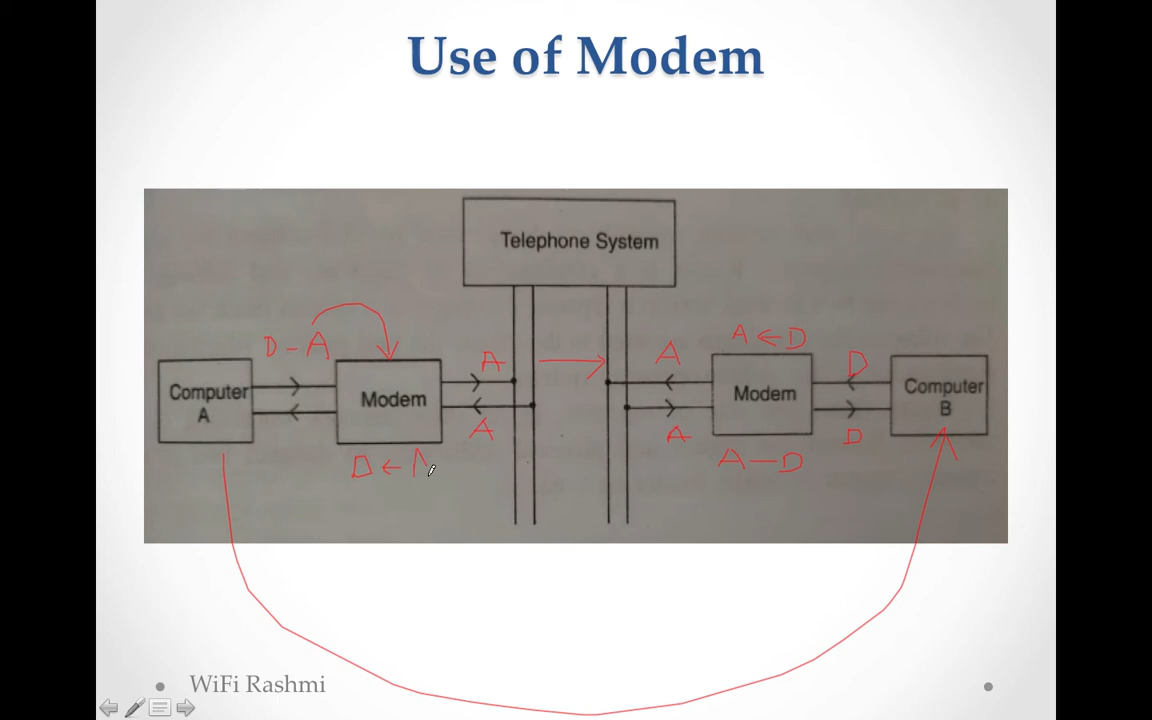 Use of Modem
Telephone System
D - A
A
A
A ← D
D
Computer
A
Modem
Modem
Computer
B
A
A
D
D ← A
A — D
WiFi Rashmi